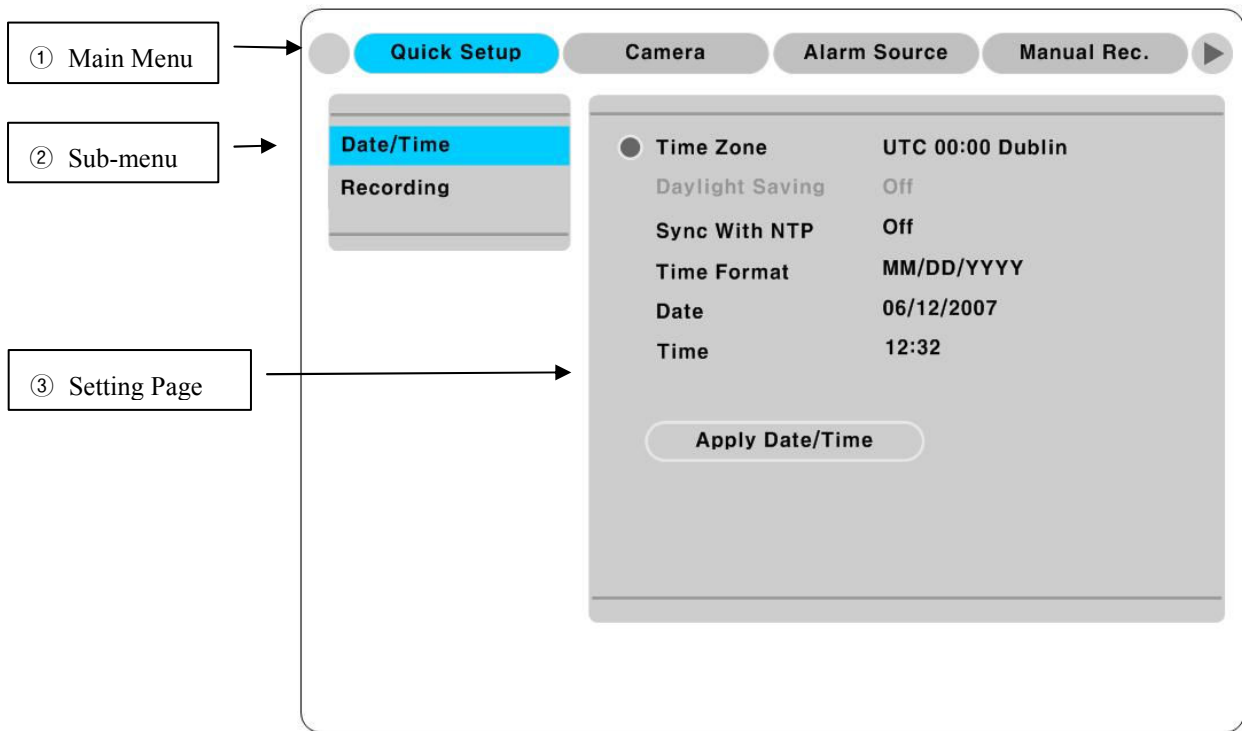 ① Main Menu
Quick Setup Camera Alarm Source Manual Rec.
② Sub-menu
Date/Time
Recording
③ Setting Page
Time Zone UTC 00:00 Dublin
Daylight Saving Off
Sync With NTP Off
Time Format MM/DD/YYYY
Date 06/12/2007
Time 12:32
Apply Date/Time